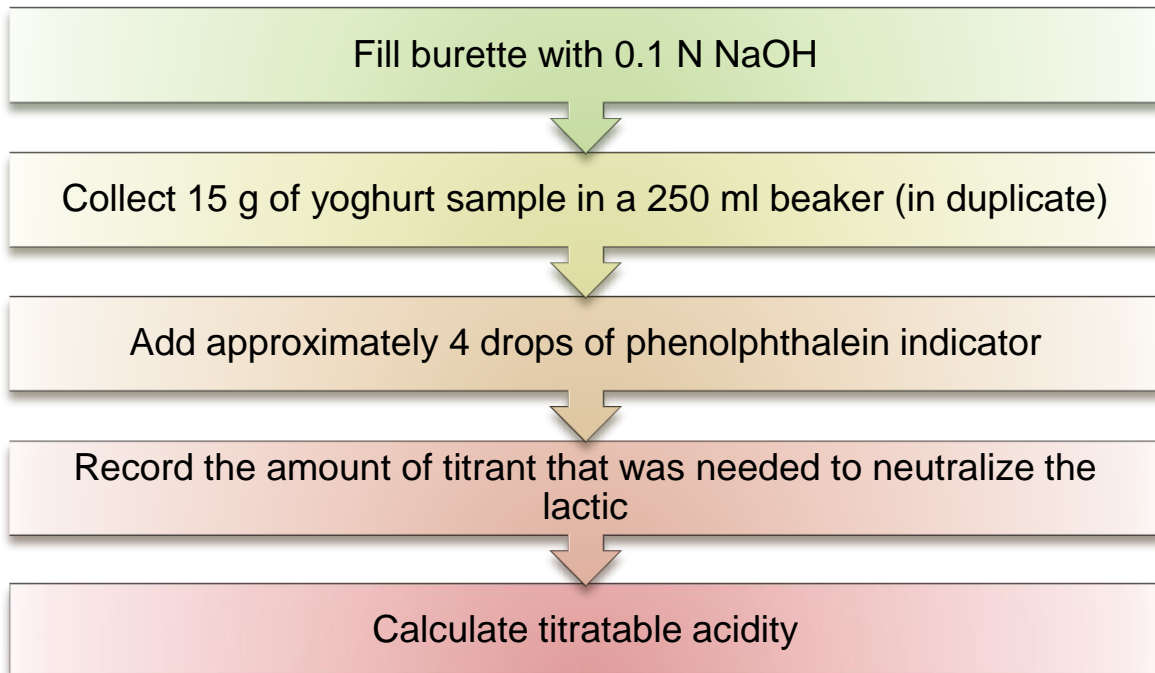 Fill burette with 0.1 N NaOH
Collect 15 g of yoghurt sample in a 250 ml beaker (in duplicate)
Add approximately 4 drops of phenolphthalein indicator
Record the amount of titrant that was needed to neutralize the
lactic
Calculate titratable acidity